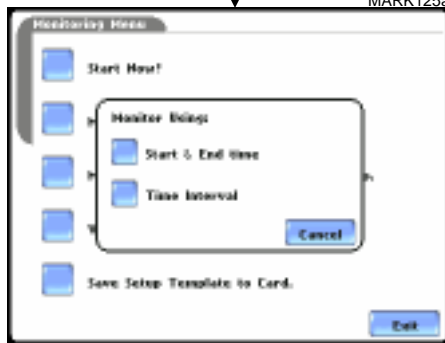 MARK125a
Monitoring Menu
Start Now?
Monitor Using:
Start & End time
Time Interval
Cancel
Save Setup Template to Card.
Exit